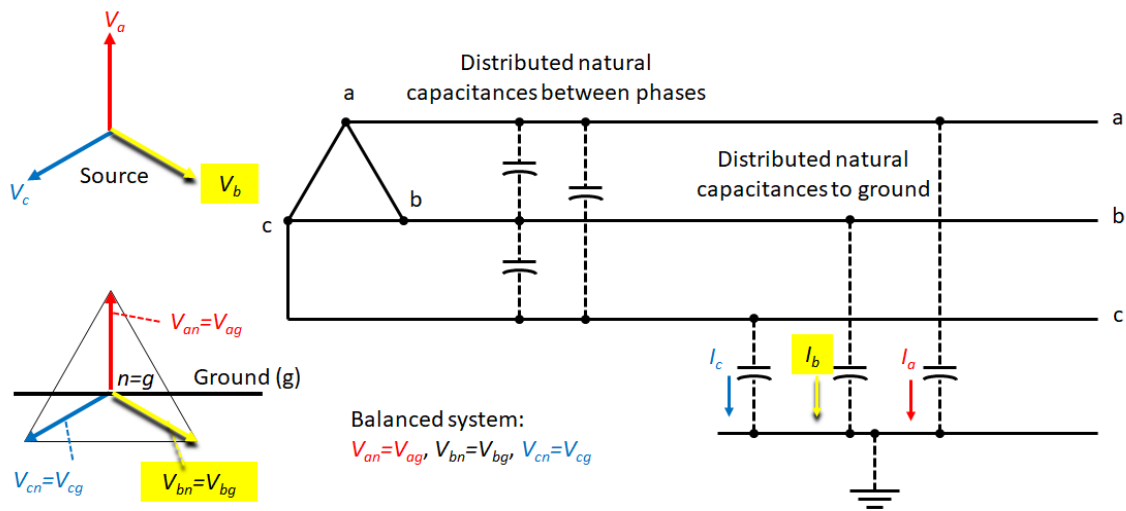 Va
Vc
Source
Vb
Distributed natural
capacitances between phases
a
b
c
Distributed natural
capacitances to ground
a
b
c
Van=Vag
n=g
Ground (g)
Vcn=Vcg
Vbn=Vbg
Ic
Ib
Ia
Balanced system:
Van=Vag, Vbn=Vbg, Vcn=Vcg